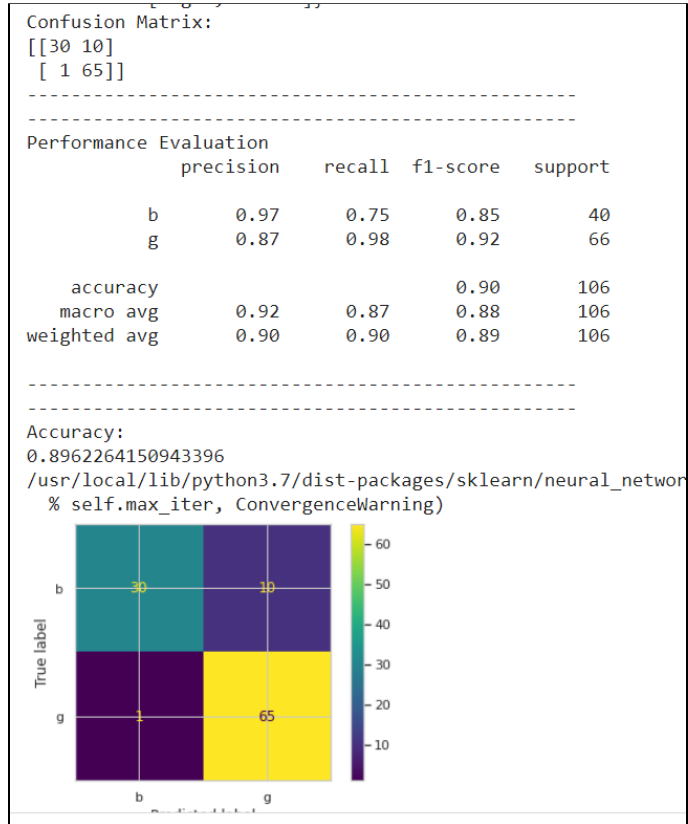 Confusion Matrix:
[[30 10]
[ 1 65]]
--------------------------------------------------
--------------------------------------------------
Performance Evaluation
precision recall f1-score support
b 0.97 0.75 0.85 40
g 0.87 0.98 0.92 66
accuracy 0.90 106
macro avg 0.92 0.87 0.88 106
weighted avg 0.90 0.90 0.89 106
--------------------------------------------------
--------------------------------------------------
Accuracy:
0.8962264150943396
/usr/local/lib/python3.7/dist-packages/sklearn/neural_networ
% self.max_iter, ConvergenceWarning)
60
50
40
30
20
10
True label
b
g
30 10
1 65
b g